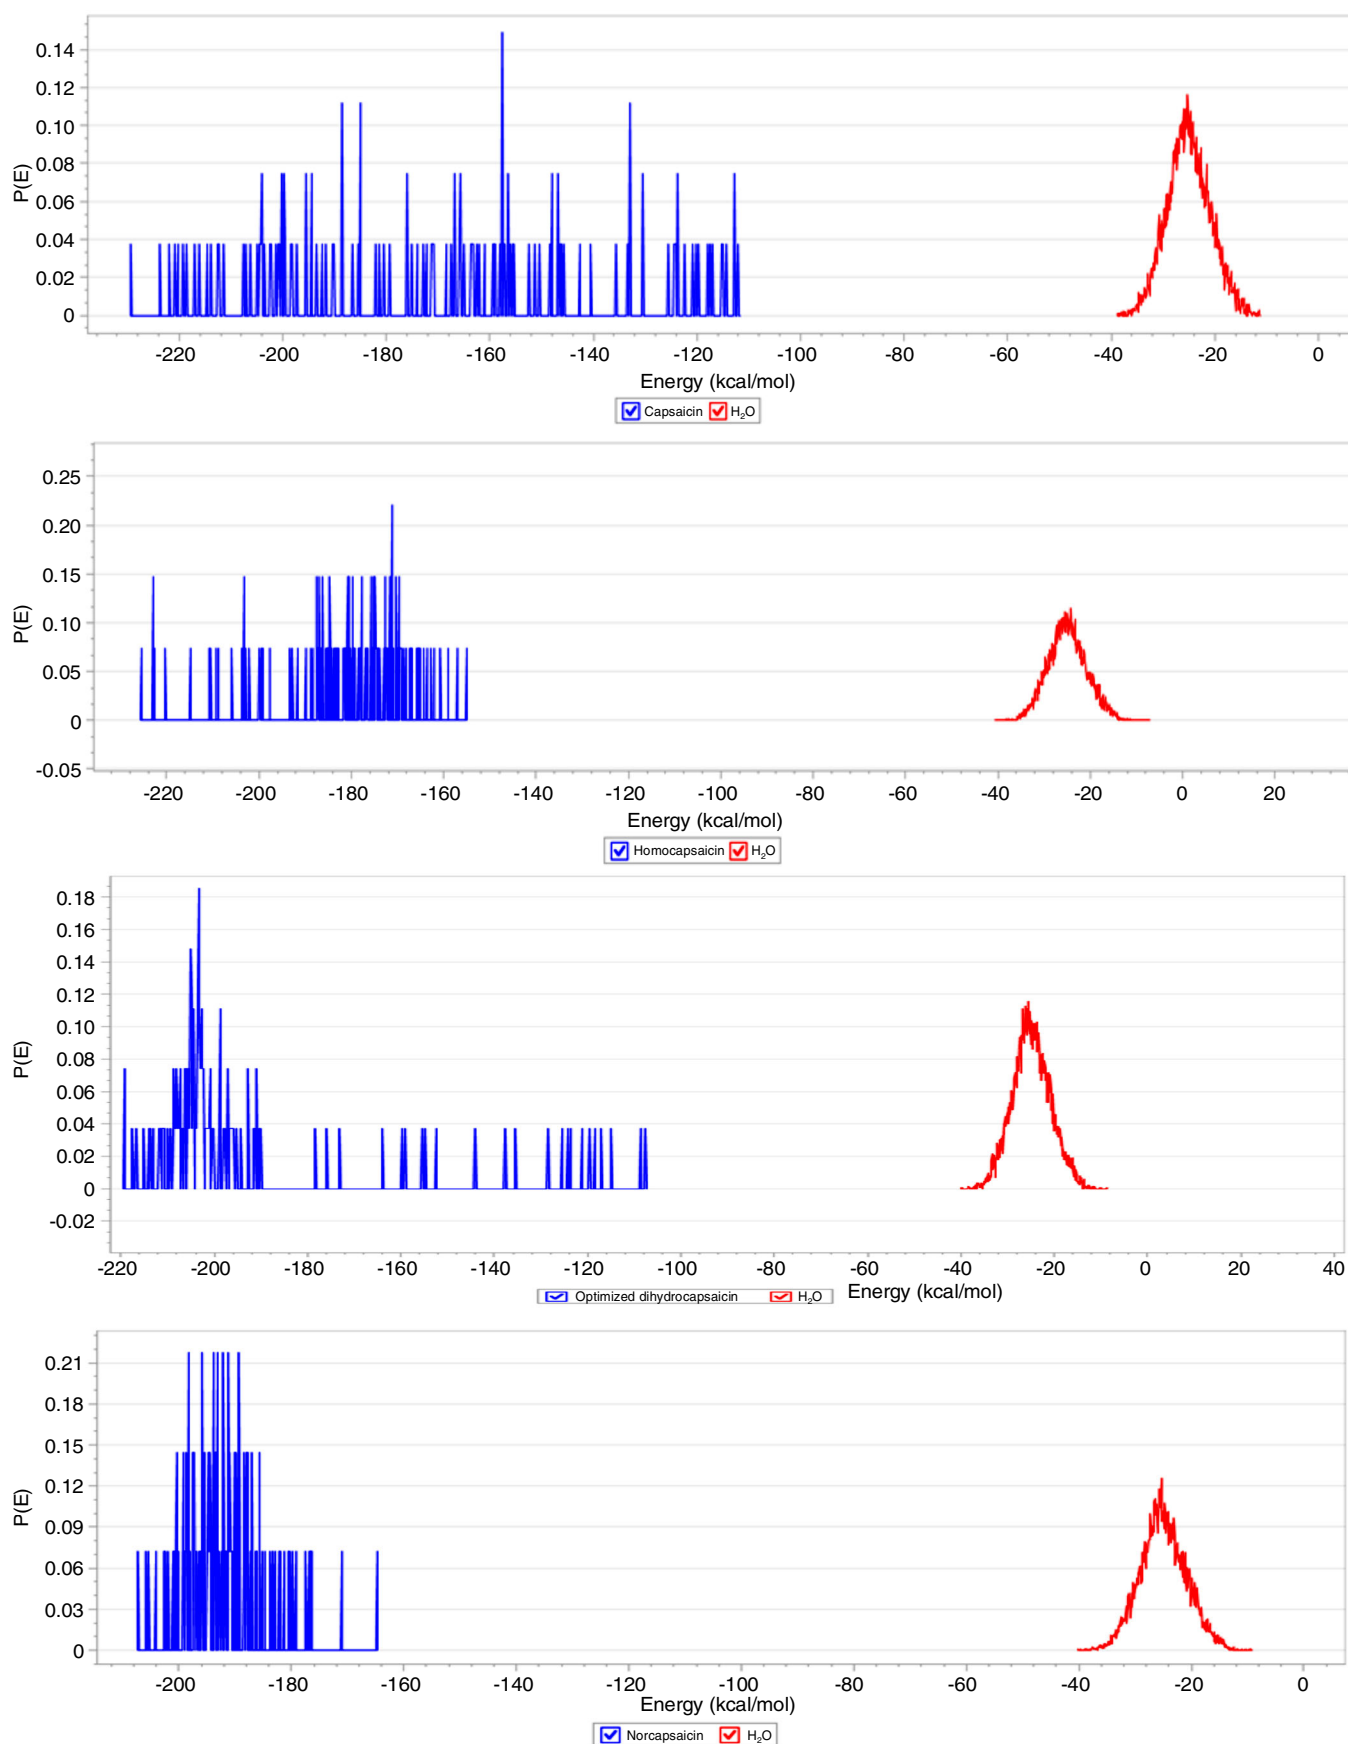 0.14
0.12
0.10
0.08
0.06
0.04
0.02
0
P(E)
-220 -200 -180 -160 -140 -120 -100 -80 -60 -40 -20 0
Energy (kcal/mol)
Capsaicin H₂O
0.25
0.20
0.15
0.10
0.05
0
-0.05
P(E)
-220 -200 -180 -160 -140 -120 -100 -80 -60 -40 -20 0 20
Energy (kcal/mol)
Homocapsaicin H₂O
0.18
0.16
0.14
0.12
0.10
0.08
0.06
0.04
0.02
0
-0.02
P(E)
-220 -200 -180 -160 -140 -120 -100 -80 -60 -40 -20 0 20 40
Optimized dihydrocapsaicin H₂O Energy (kcal/mol)
0.21
0.18
0.15
0.12
0.09
0.06
0.03
0
P(E)
-200 -180 -160 -140 -120 -100 -80 -60 -40 -20 0
Energy (kcal/mol)
Norcapsaicin H₂O